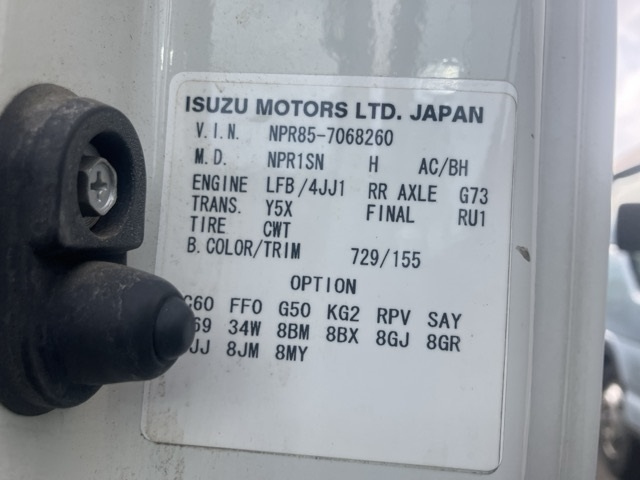 ISUZU MOTORS LTD. JAPAN
V.I.N. NPR85-7068260
M.D. NPR1SN H AC/BH
ENGINE LFB/4JJ1 RR AXLE G73
TRANS. Y5X FINAL RU1
TIRE CWT
B.COLOR/TRIM 729/155
OPTION
FF0 G50 KG2 RPV SAY
34W 8BM 8BX 8GJ 8GR
8JM 8MY